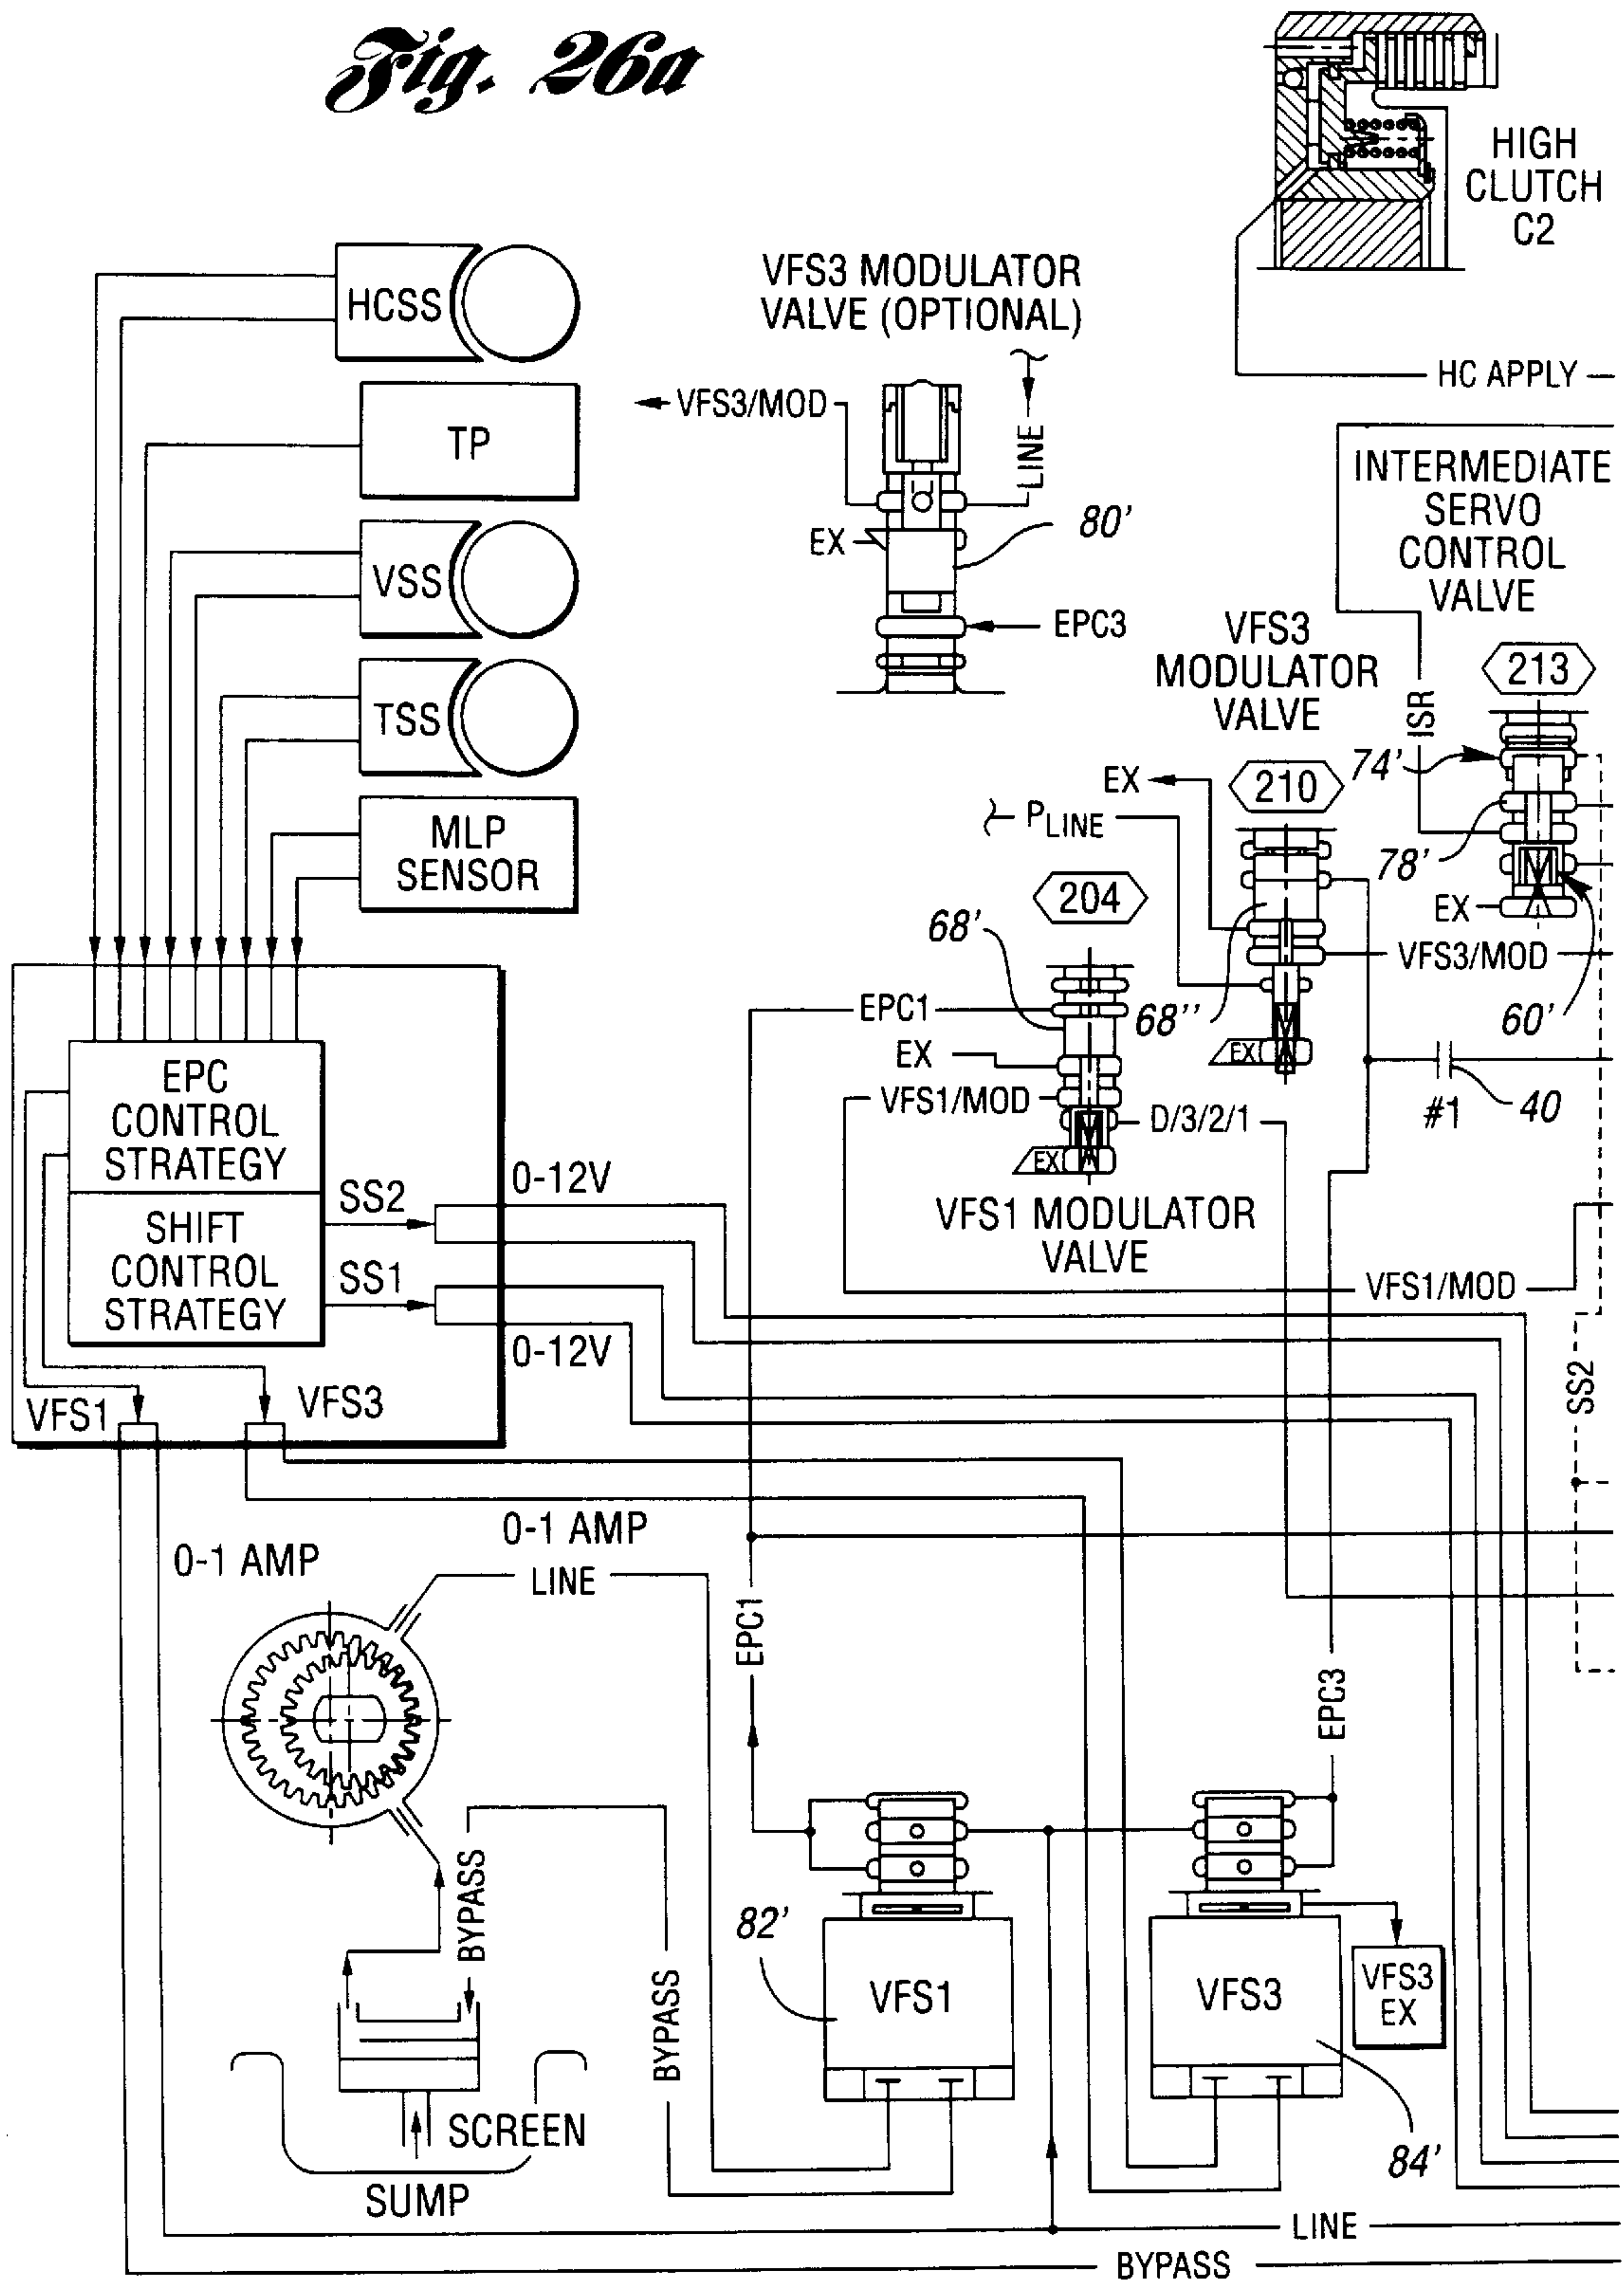 Fig. 26a
HIGH
CLUTCH
C2
HCSS
VFS3 MODULATOR
VALVE (OPTIONAL)
HC APPLY
VFS3/MOD
LINE
TP
INTERMEDIATE
SERVO
CONTROL
VALVE
80'
EX
VSS
EPC3
VFS3
MODULATOR
VALVE
213
TSS
ISR
74'
EX
210
PLINE
MLP
SENSOR
78'
204
EX
68'
VFS3/MOD
EPC1
68''
60'
EX
EX
EPC
CONTROL
STRATEGY
VFS1/MOD
D/3/2/1
#1
40
EX
0-12V
SS2
VFS1 MODULATOR
VALVE
SHIFT
CONTROL
STRATEGY
SS1
VFS1/MOD
0-12V
SS2
VFS1
VFS3
0-1 AMP
0-1 AMP
LINE
EPC1
EPC3
BYPASS
82'
BYPASS
VFS1
VFS3
VFS3
EX
SCREEN
84'
SUMP
LINE
BYPASS